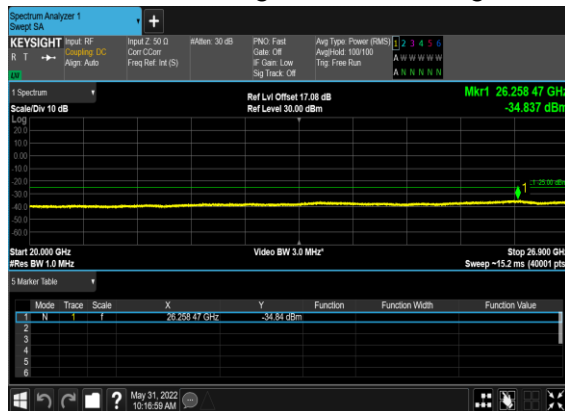 Spectrum Analyzer 1
Swept SA
+
KEYSIGHT Input: RF Input Z: 50 Ω #Atten: 30 dB PNO: Fast Avg Type: Power (RMS) 1 2 3 4 5 6
R T Coupling: DC Corr CCorr Gate: Off Avg|Hold: 100/100 A W W W W W
Align: Auto Freq Ref: Int (S) IF Gain: Low Trig: Free Run
LW Sig Track: Off A N N N N N
1 Spectrum
Scale/Div 10 dB
Ref Lvl Offset 17.08 dB
Ref Level 30.00 dBm
Mkr1 26.258 47 GHz
-34.837 dBm
Log
20.0
10.0
0.00
-10.0
-20.0
-30.0
-40.0
-50.0
-60.0
1
-25.00 dBm
Start 20.000 GHz Video BW 3.0 MHz* Stop 26.900 GHz
#Res BW 1.0 MHz Sweep ~15.2 ms (40001 pts)
5 Marker Table
Mode Trace Scale X Y Function Function Width Function Value
1 N 1 f 26.258 47 GHz -34.84 dBm
2
3
4
5
6
? May 31, 2022
10:16:59 AM